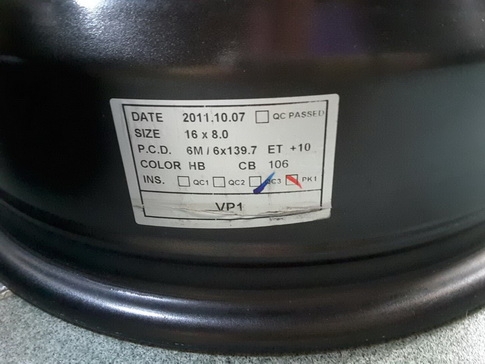 DATE 2011.10.07 QC PASSED
SIZE 16 x 8.0
P.C.D. 6M / 6x139.7 ET +10
COLOR HB CB 106
INS. QC1 QC2 QC3 PK1
VP1